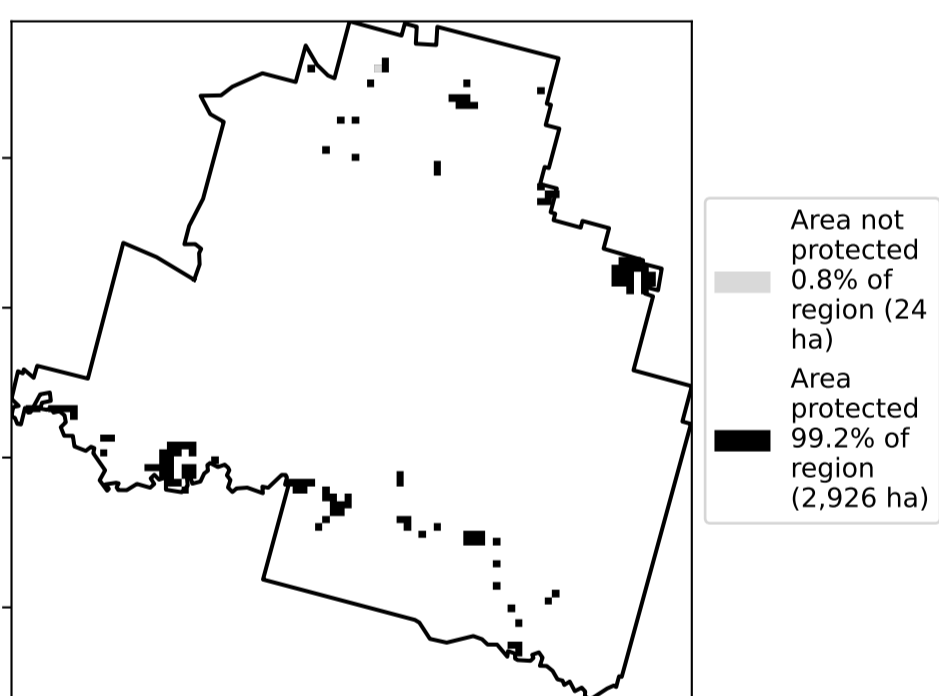 Area not
protected
0.8% of
region (24
ha)
Area
protected
99.2% of
region
(2,926 ha)